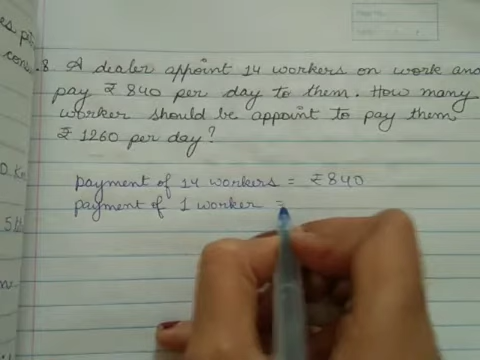 8. A dealer appoint 14 workers on work and
pay ₹ 840 per day to them. How many
worker should be appoint to pay them
₹ 1260 per day?
payment of 14 workers = ₹840
payment of 1 worker =